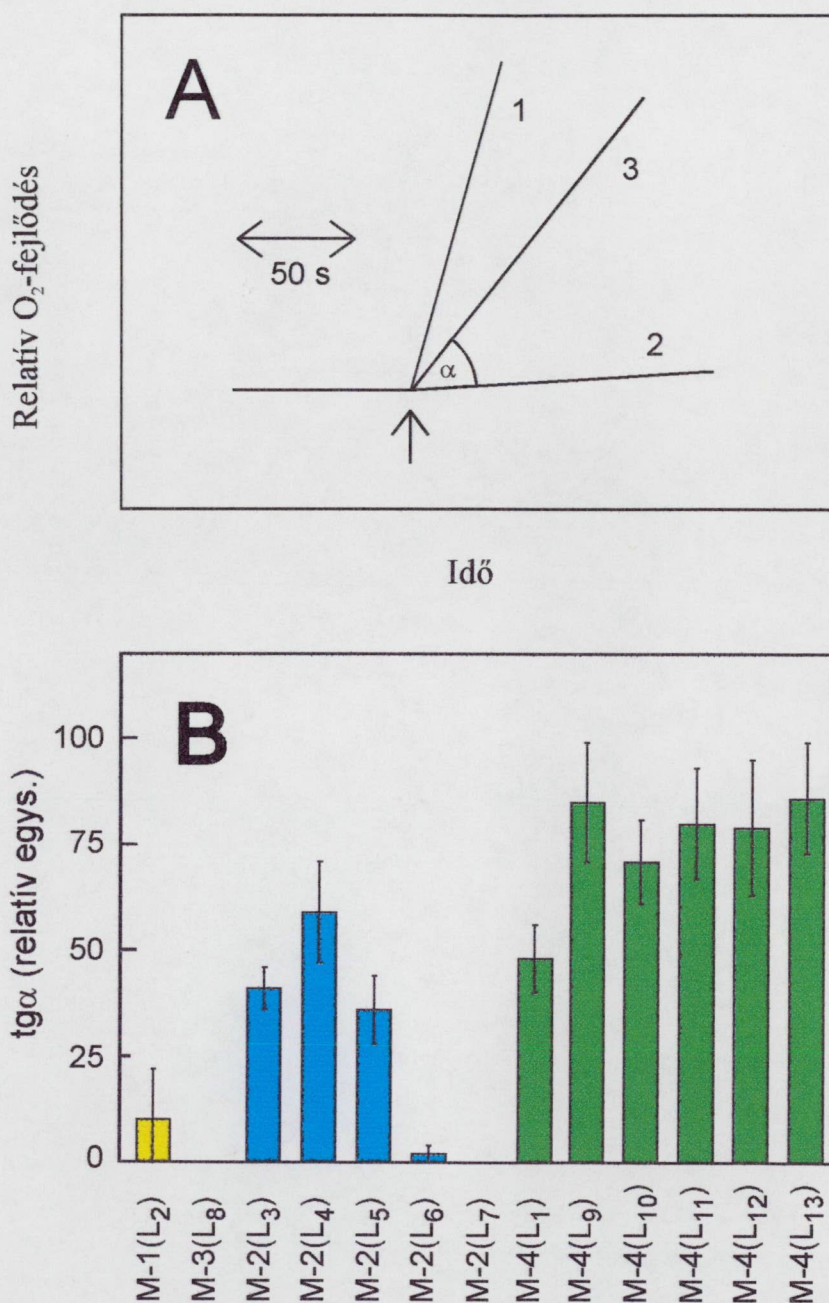 A
Relatív O₂-fejlődés
1
3
50 s
2
α
Idő
B
tgα (relatív egys.)
100
75
50
25
0
M-1(L₂)
M-3(L₈)
M-2(L₃)
M-2(L₄)
M-2(L₅)
M-2(L₆)
M-2(L₇)
M-4(L₁)
M-4(L₉)
M-4(L₁₀)
M-4(L₁₁)
M-4(L₁₂)
M-4(L₁₃)